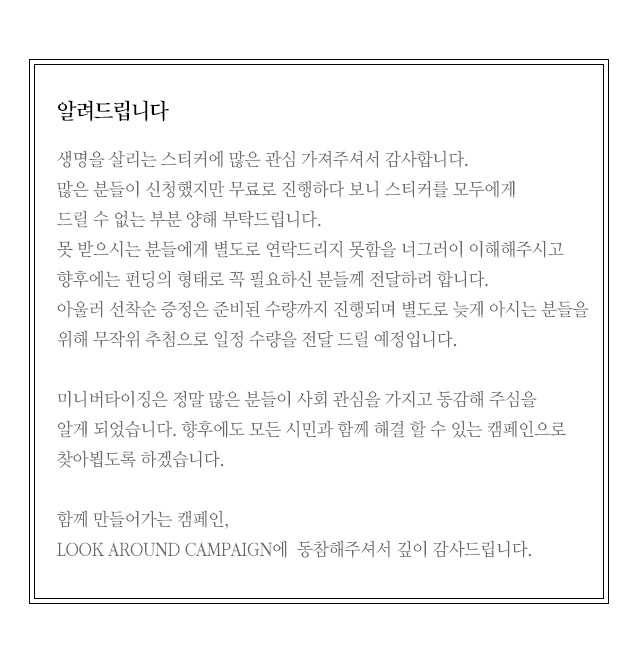 알려드립니다
생명을 살리는 스티커에 많은 관심 가져주셔서 감사합니다.
많은 분들이 신청했지만 무료로 진행하다 보니 스티커를 모두에게
드릴 수 없는 부분 양해 부탁드립니다.
못 받으시는 분들에게 별도로 연락드리지 못함을 너그러이 이해해주시고
향후에는 펀딩의 형태로 꼭 필요하신 분들께 전달하려 합니다.
아울러 선착순 증정은 준비된 수량까지 진행되며 별도로 늦게 아시는 분들을
위해 무작위 추첨으로 일정 수량을 전달 드릴 예정입니다.
미니버타이징은 정말 많은 분들이 사회 관심을 가지고 동감해 주심을
알게 되었습니다. 향후에도 모든 시민과 함께 해결 할 수 있는 캠페인으로
찾아뵙도록 하겠습니다.
함께 만들어가는 캠페인,
LOOK AROUND CAMPAIGN에 동참해주셔서 깊이 감사드립니다.